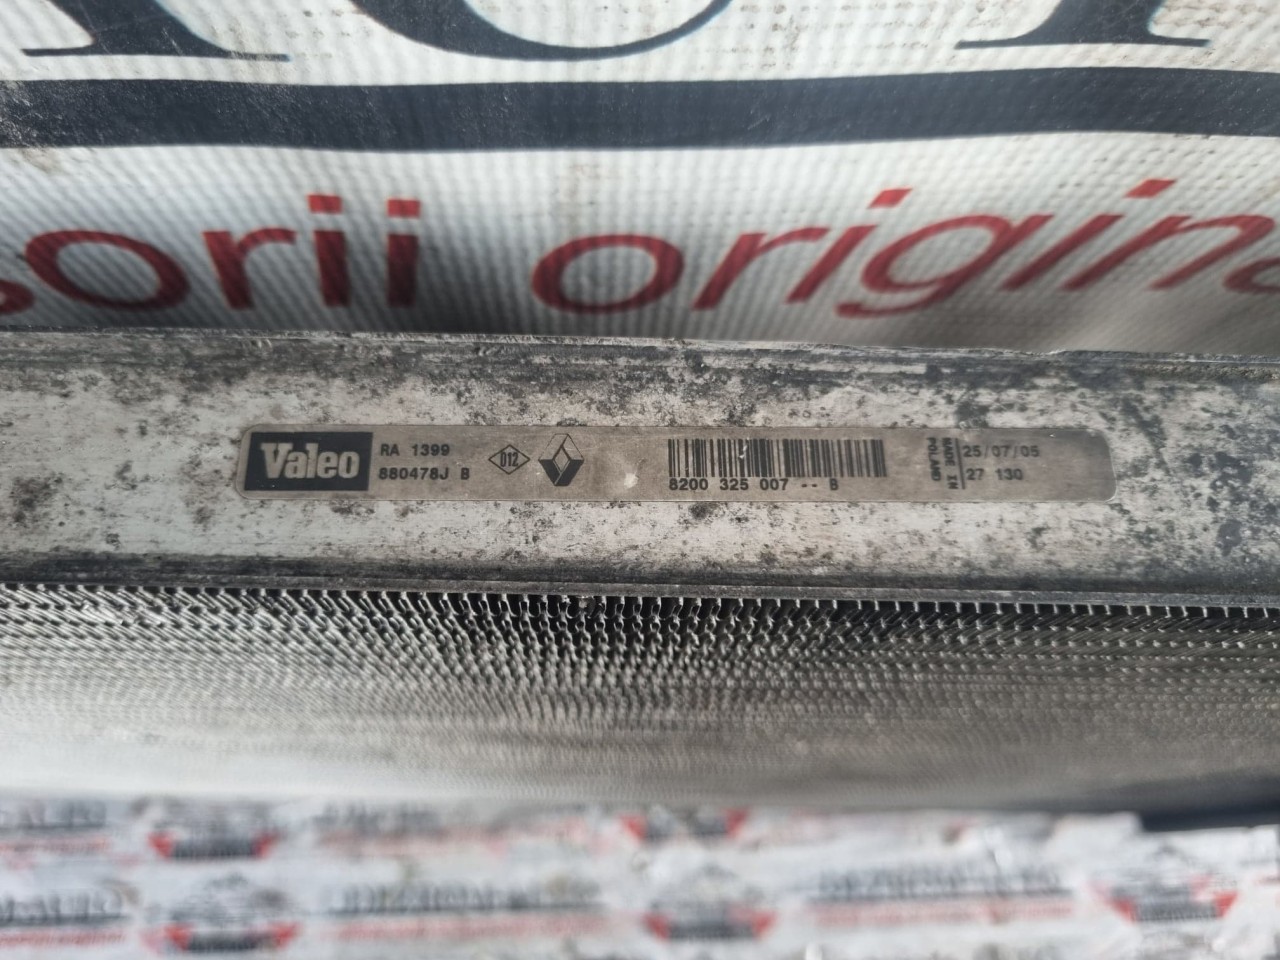 sorii origina
Valeo
RA 1399
880478J B
D12
8200 325 007 -- B
MADE IN
POLAND
25/07/05
27 130